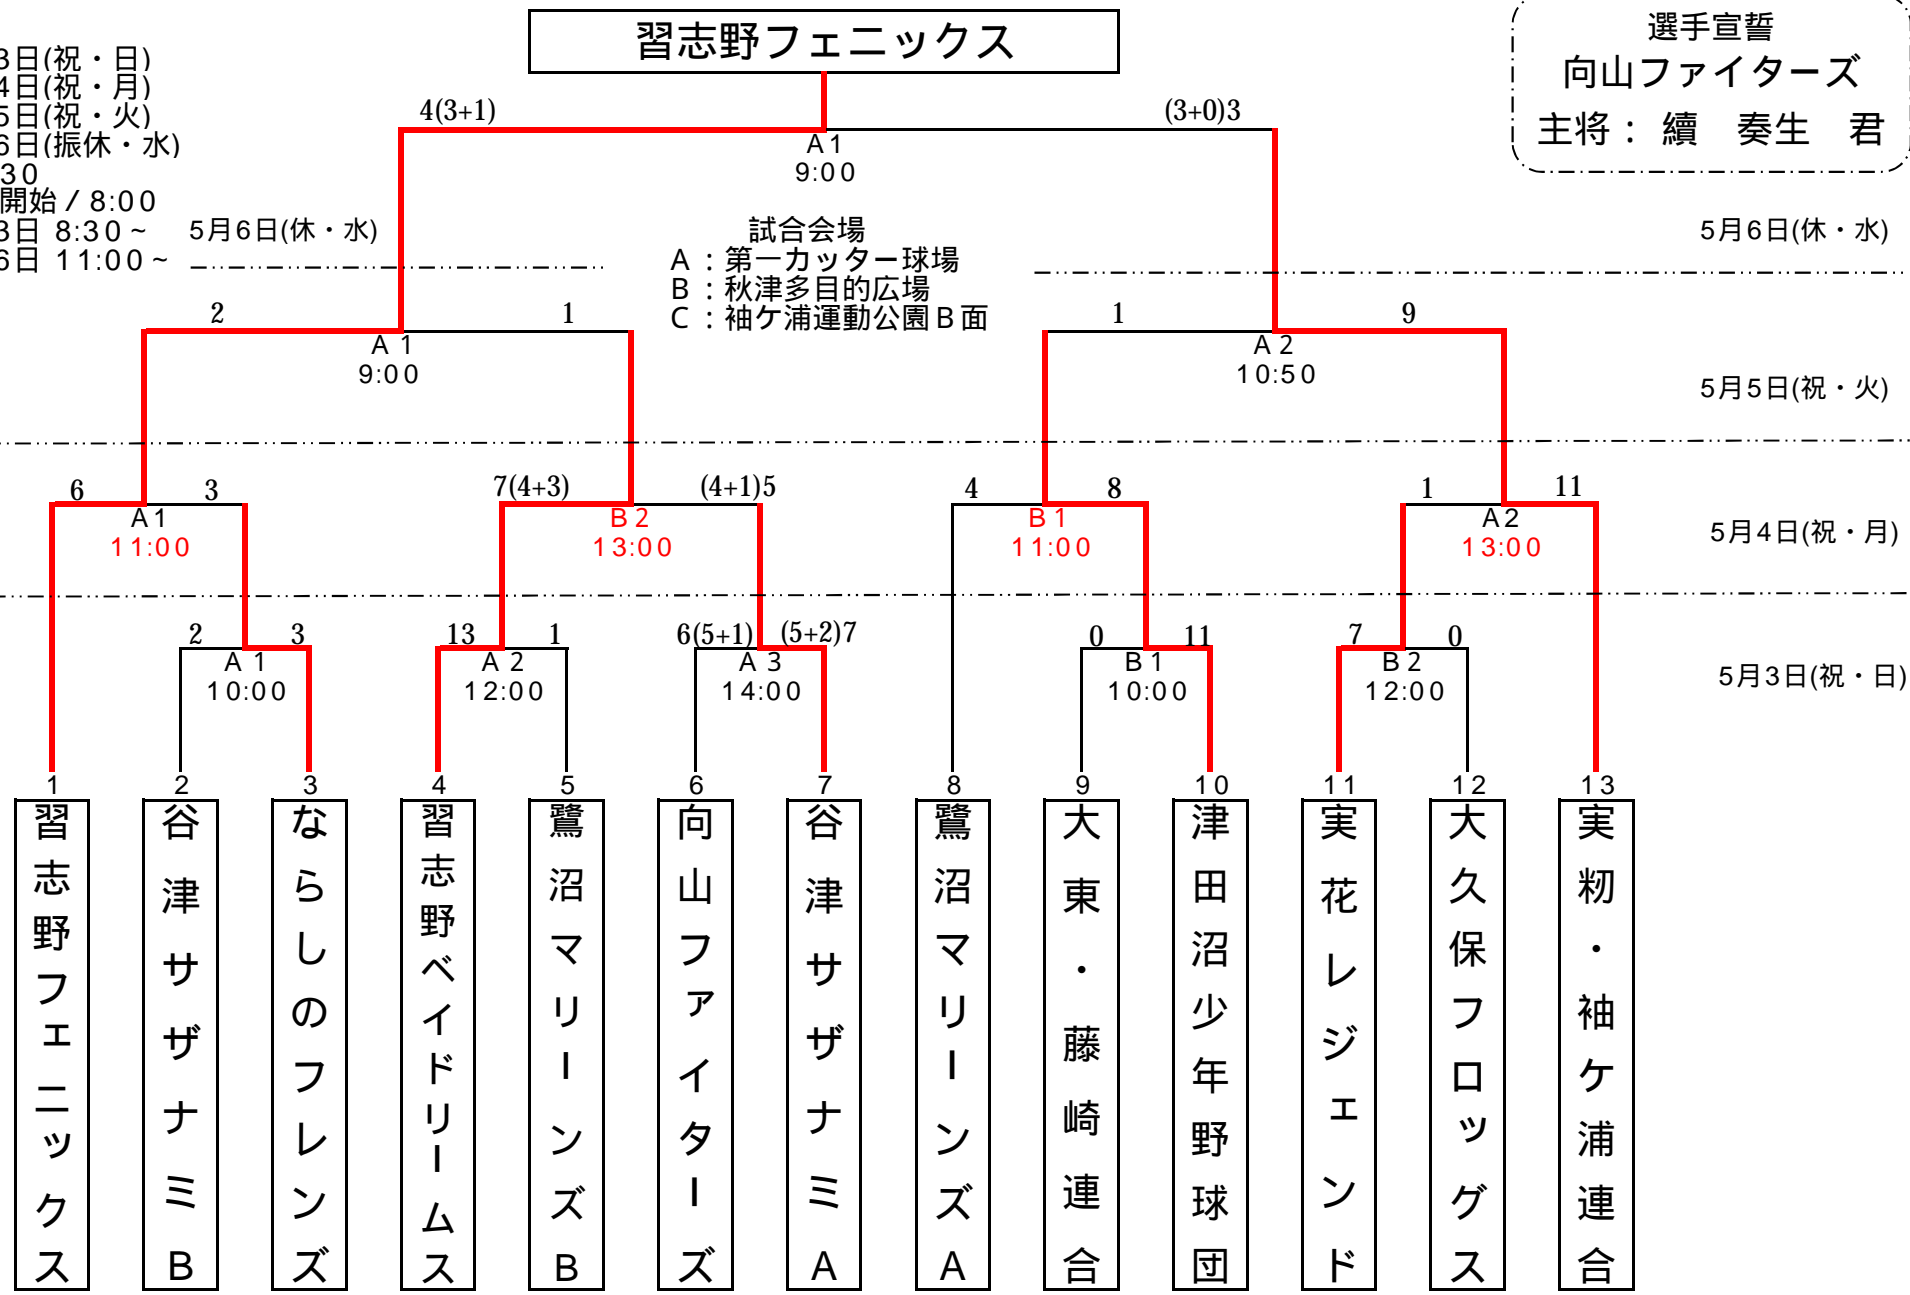 習志野フェニックス
選手宣誓
向山ファイターズ
主将： 續　奏生　君
3日(祝・日)
4日(祝・月)
5日(祝・火)
6日(振休・水)
30
開始 / 8:00
3日 8:30 ~
6日 11:00 ~
4(3+1)
(3+0)3
A1
9:00
5月6日(休・水)
試合会場
A：第一カッター球場
B：秋津多目的広場
C：袖ケ浦運動公園B面
5月6日(休・水)
2
1
A1
9:00
1
9
A2
10:50
5月5日(祝・火)
6
3
A1
11:00
7(4+3)
(4+1)5
B2
13:00
4
8
B1
11:00
1
11
A2
13:00
5月4日(祝・月)
2
3
A1
10:00
13
1
A2
12:00
6(5+1)
(5+2)7
A3
14:00
0
11
B1
10:00
7
0
B2
12:00
5月3日(祝・日)
1
2
3
4
5
6
7
8
9
10
11
12
13
習志野フェニックス
谷津サザナミB
ならしのフレンズ
習志野ベイドリームス
鷺沼マリーンズB
向山ファイターズ
谷津サザナミA
鷺沼マリーンズA
大東・藤崎連合
津田沼少年野球団
実花レジェンド
大久保フロッグス
実籾・袖ケ浦連合